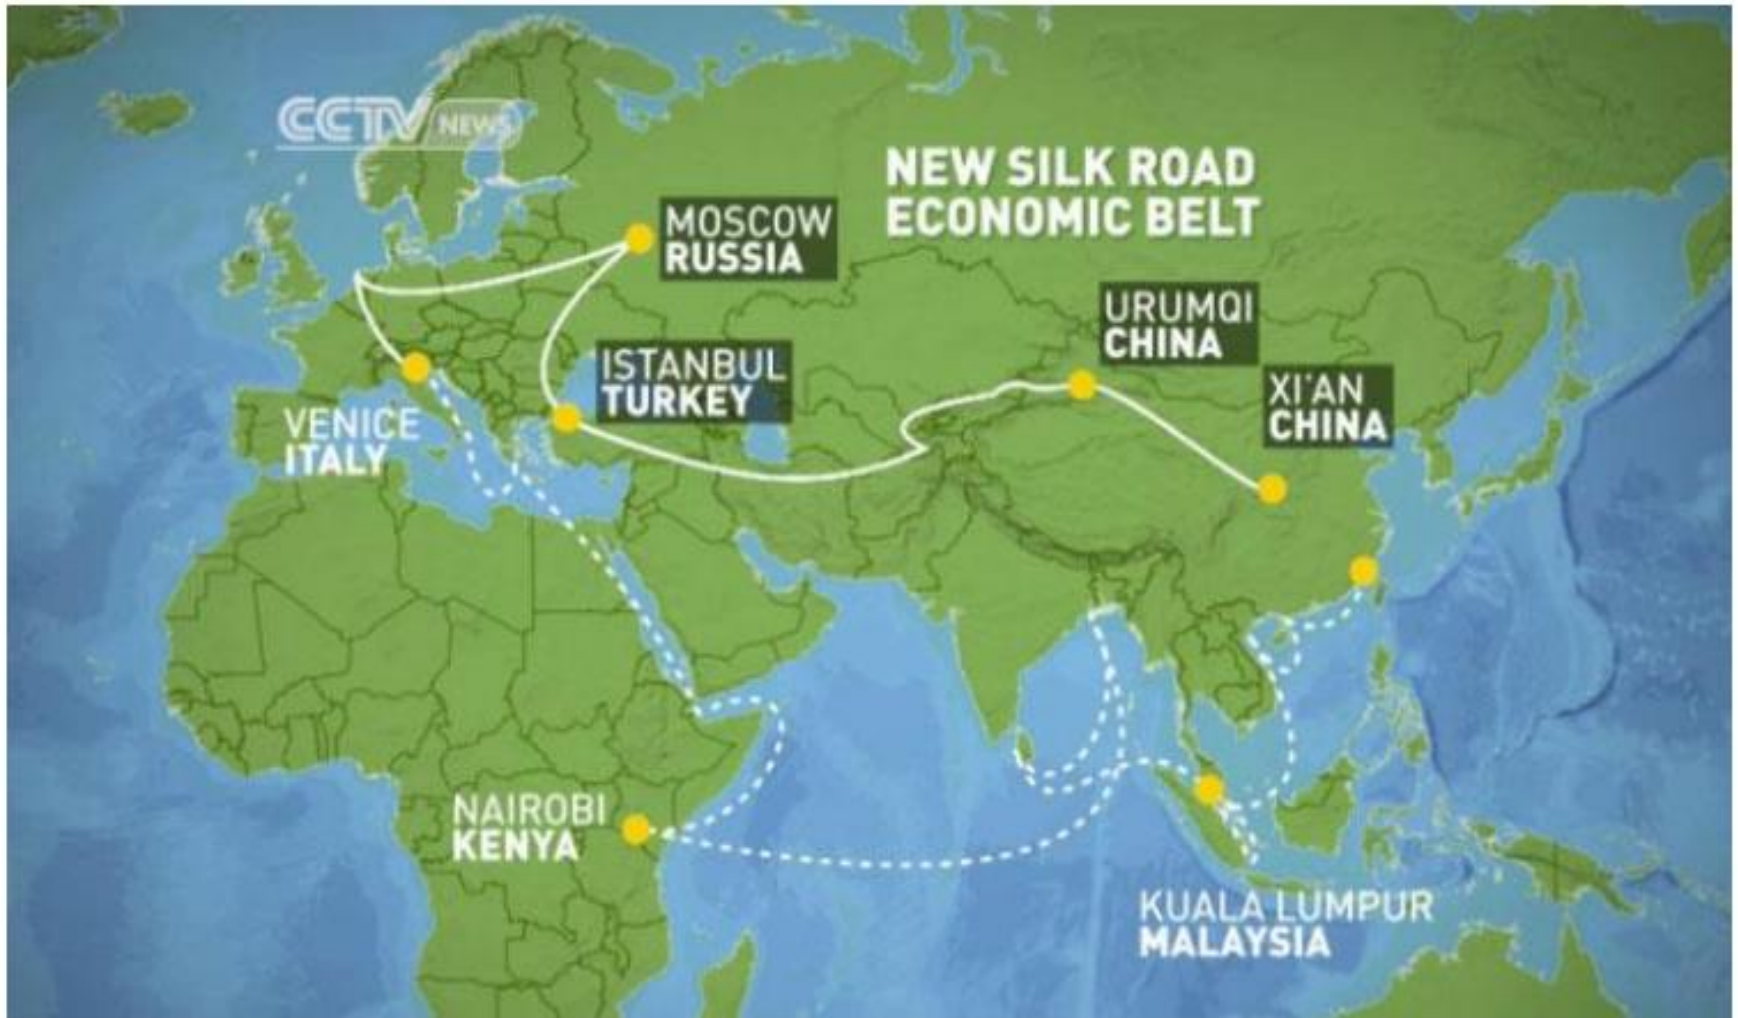 CCTV NEWS
NEW SILK ROAD
ECONOMIC BELT
MOSCOW
RUSSIA
URUMQI
CHINA
ISTANBUL
TURKEY
XI'AN
CHINA
VENICE
ITALY
NAIROBI
KENYA
KUALA LUMPUR
MALAYSIA